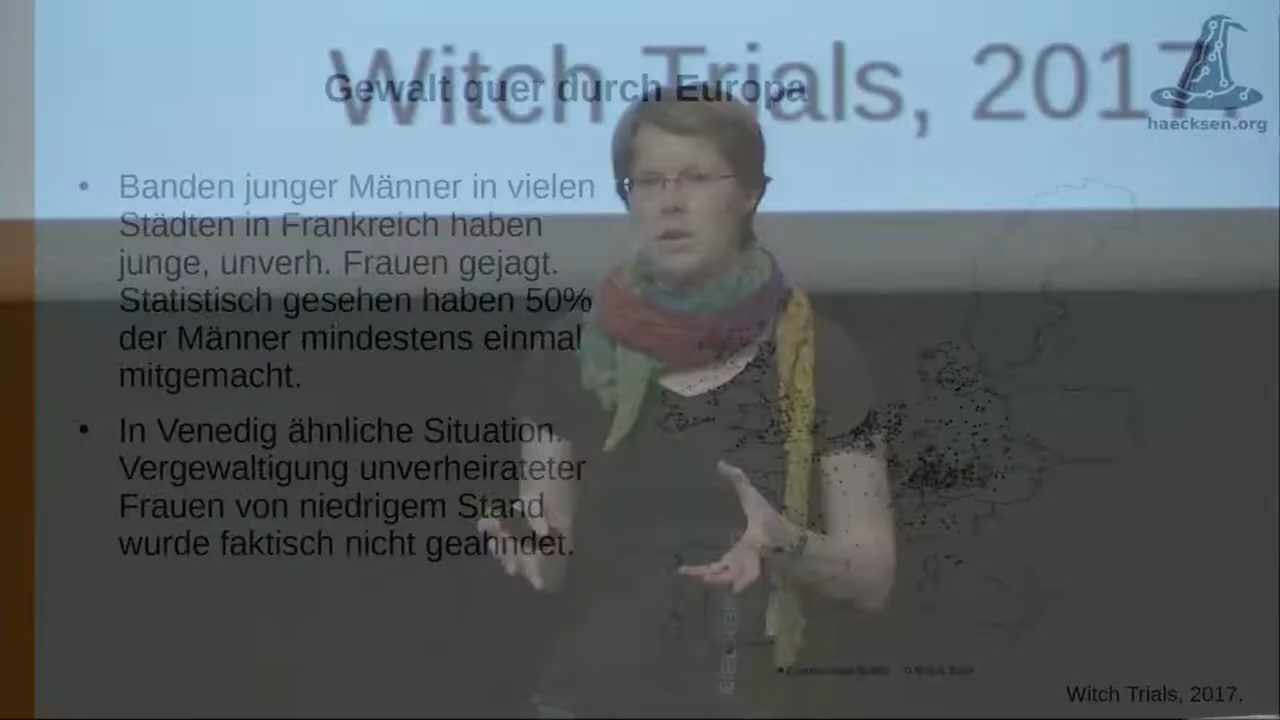 Witch Trials, 2017.
Gewalt quer durch Europa
haecksen.org
• Banden junger Männer in vielen
Städten in Frankreich haben
junge, unverh. Frauen gejagt.
Statistisch gesehen haben 50%
der Männer mindestens einmal
mitgemacht.
• In Venedig ähnliche Situation.
Vergewaltigung unverheirateter
Frauen von niedrigem Stand
wurde faktisch nicht geahndet.
Witch Trials, 2017.